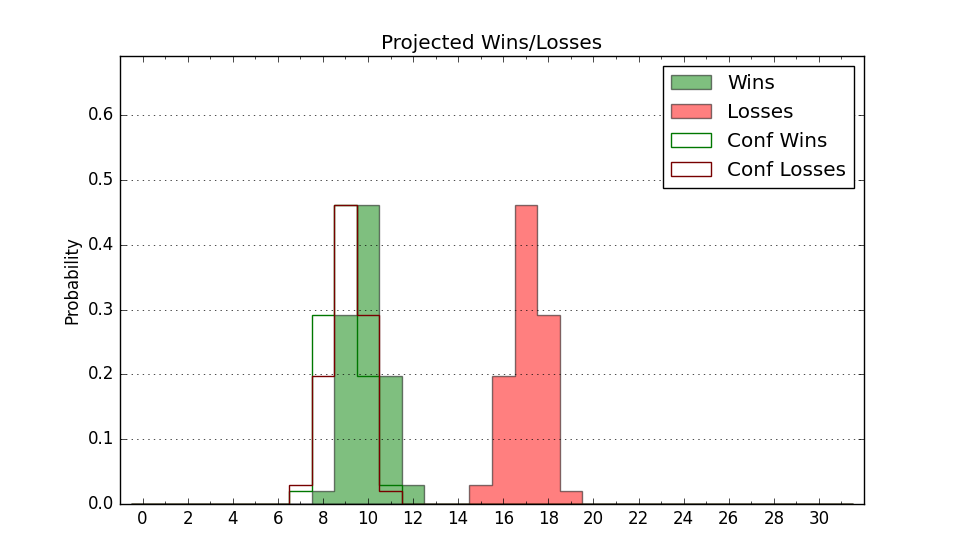 Projected Wins/Losses
Wins
Losses
Conf Wins
Conf Losses
Probability
0.6
0.5
0.4
0.3
0.2
0.1
0.0
0 2 4 6 8 10 12 14 16 18 20 22 24 26 28 30